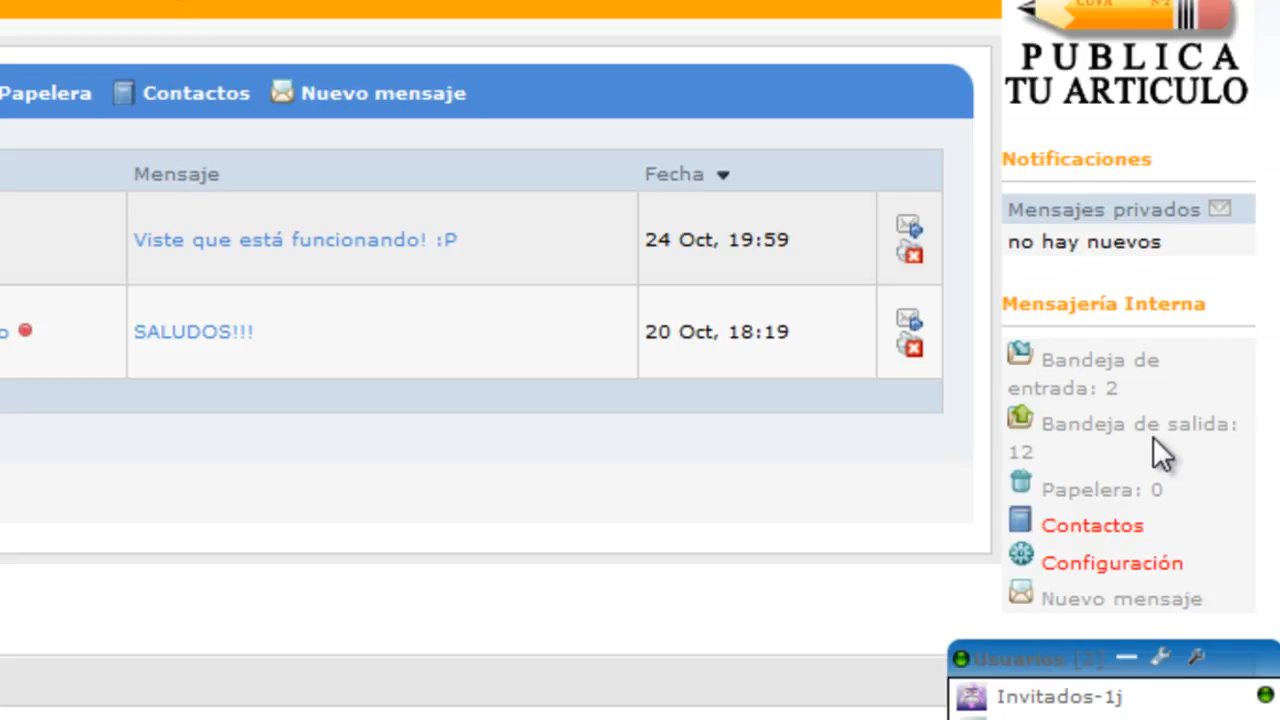 CUVA Nº2
PUBLICA
TU ARTICULO
Papelera Contactos Nuevo mensaje
Mensaje Fecha
Viste que está funcionando! :P 24 Oct, 19:59
o SALUDOS!!! 20 Oct, 18:19
Notificaciones
Mensajes privados
no hay nuevos
Mensajería Interna
Bandeja de
entrada: 2
Bandeja de salida:
12
Papelera: 0
Contactos
Configuración
Nuevo mensaje
Usuarios [2]
Invitados-1j